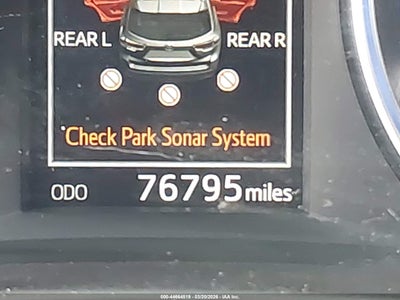 REAR L REAR R
Check Park Sonar System
ODO 76795 miles